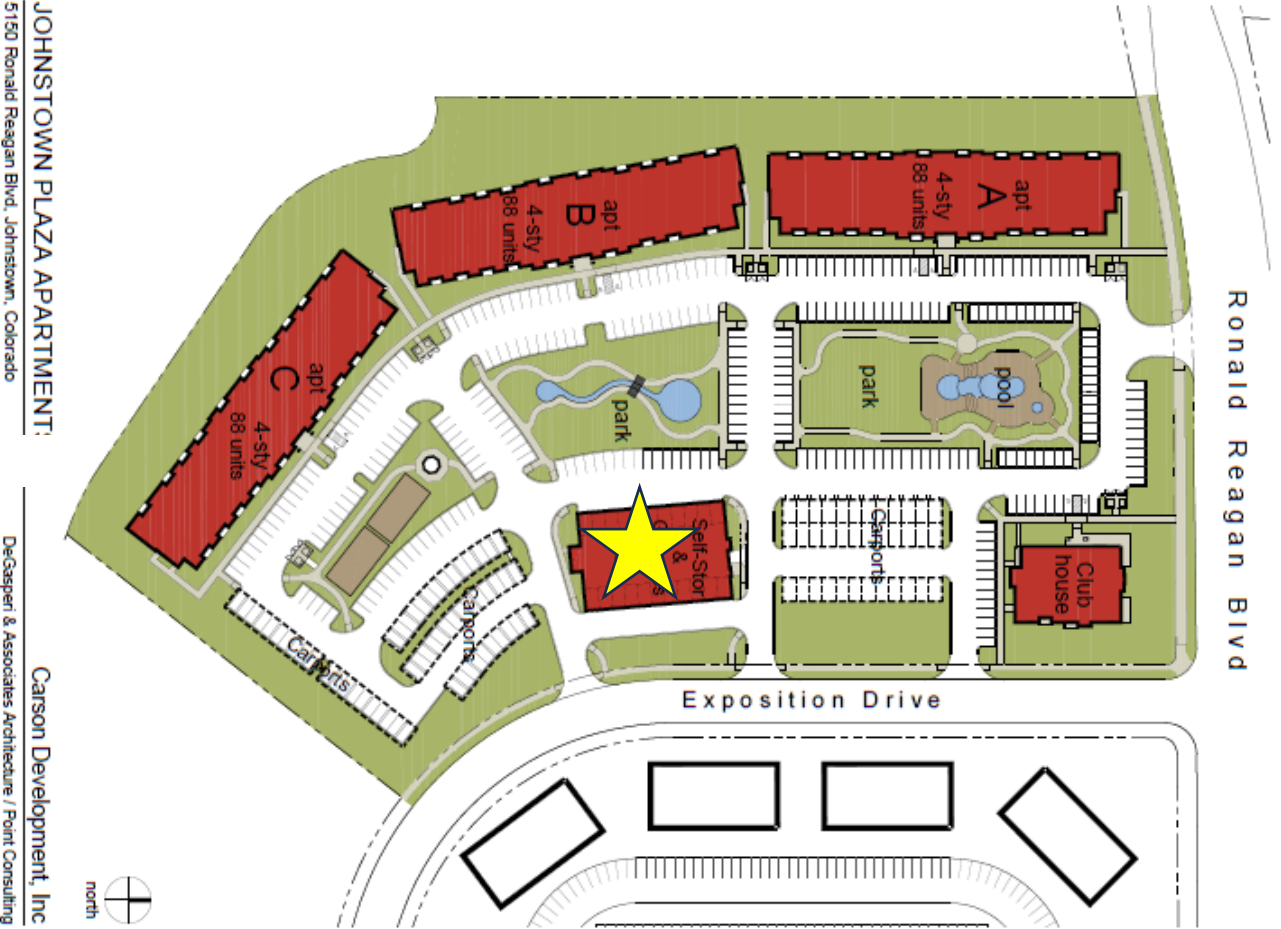 JOHNSTOWN PLAZA APARTMENT
5150 Ronald Reagan Blvd, Johnstown, Colorado
Carson Development, Inc
DeGasperi & Associates Architecture / Point Consulting
apt
A
4-sty
88 units
apt
B
4-sty
88 units
apt
C
4-sty
88 units
park
pool
park
Self-Stor
&
Carports
Club
house
Carports
Carports
Ronald Reagan Blvd
Exposition Drive
north